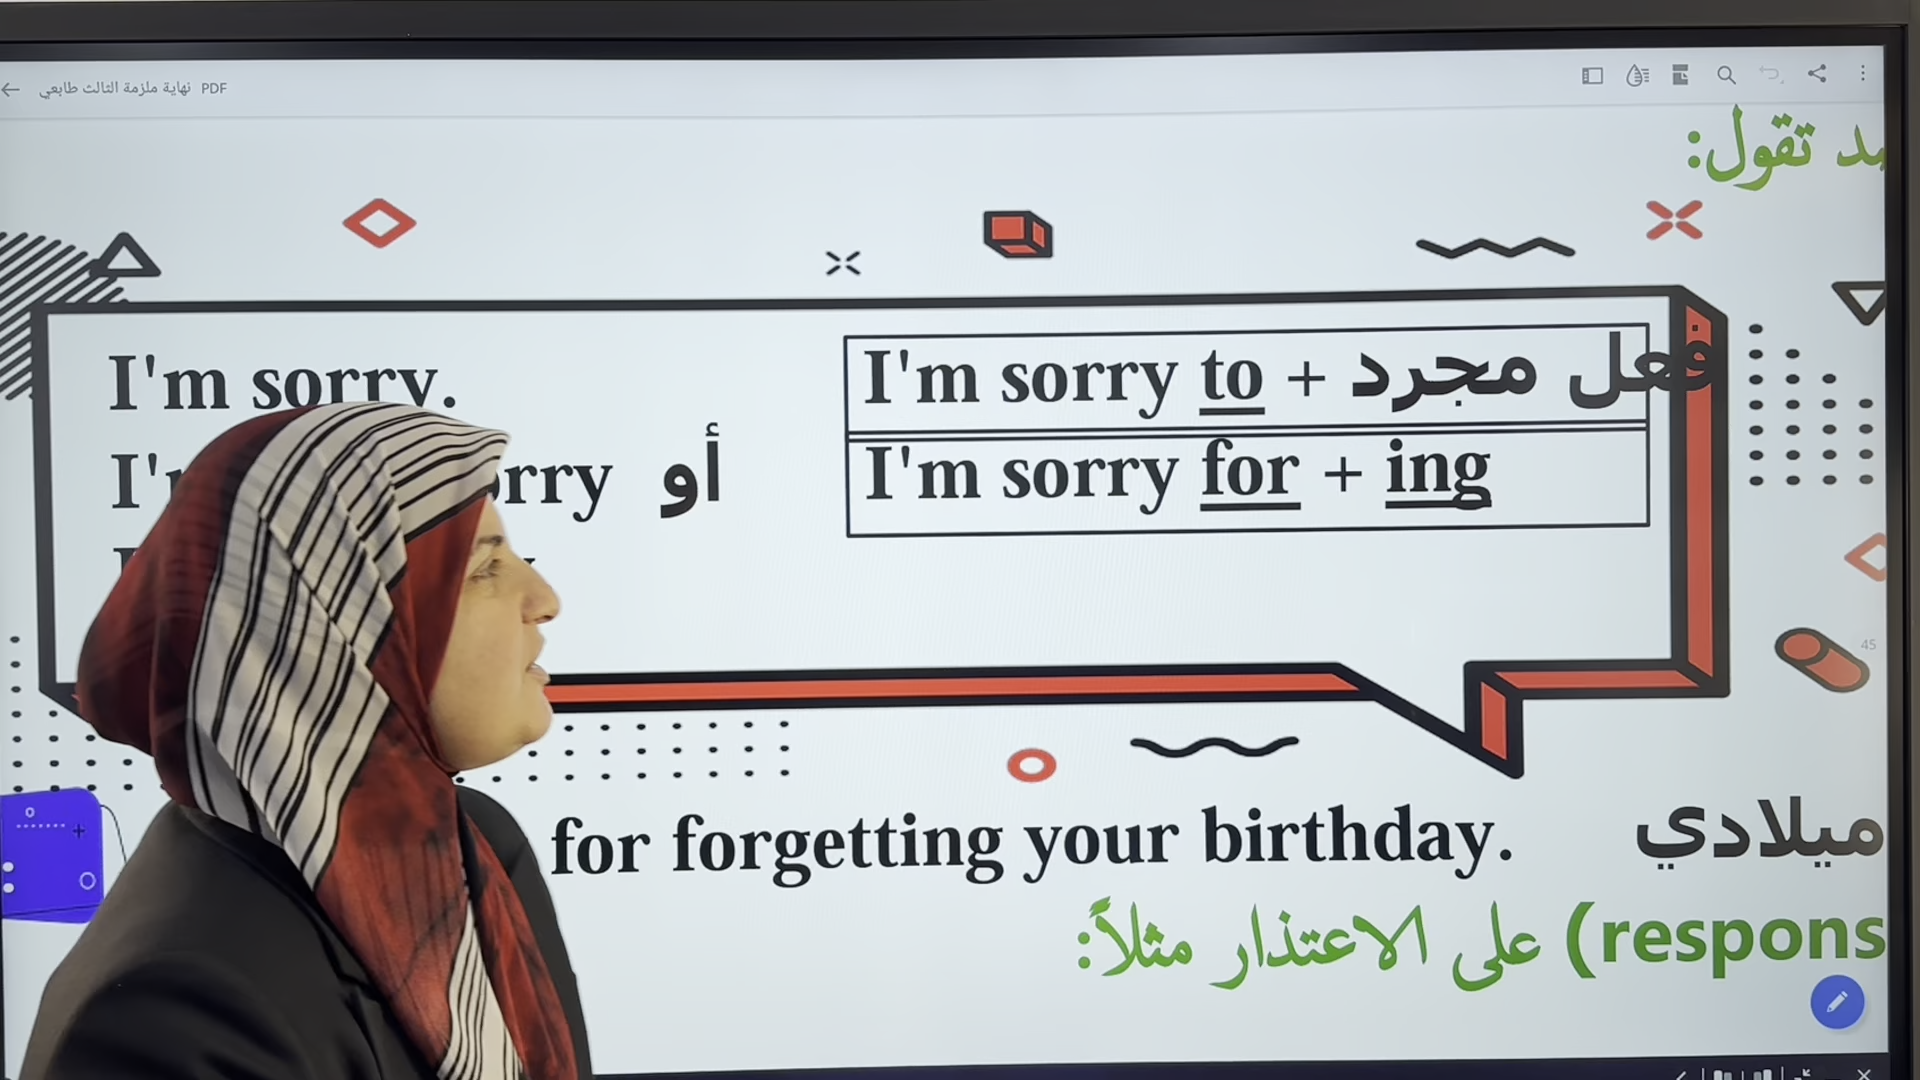 نهاية ملزمة الثالث طابعي PDF
تقول:
I'm sorry.
I'm sorry to + فعل مجرد
أو
I'm sorry for + ing
45
for forgetting your birthday.
ميلادي
(respons على الاعتذار مثلاً: